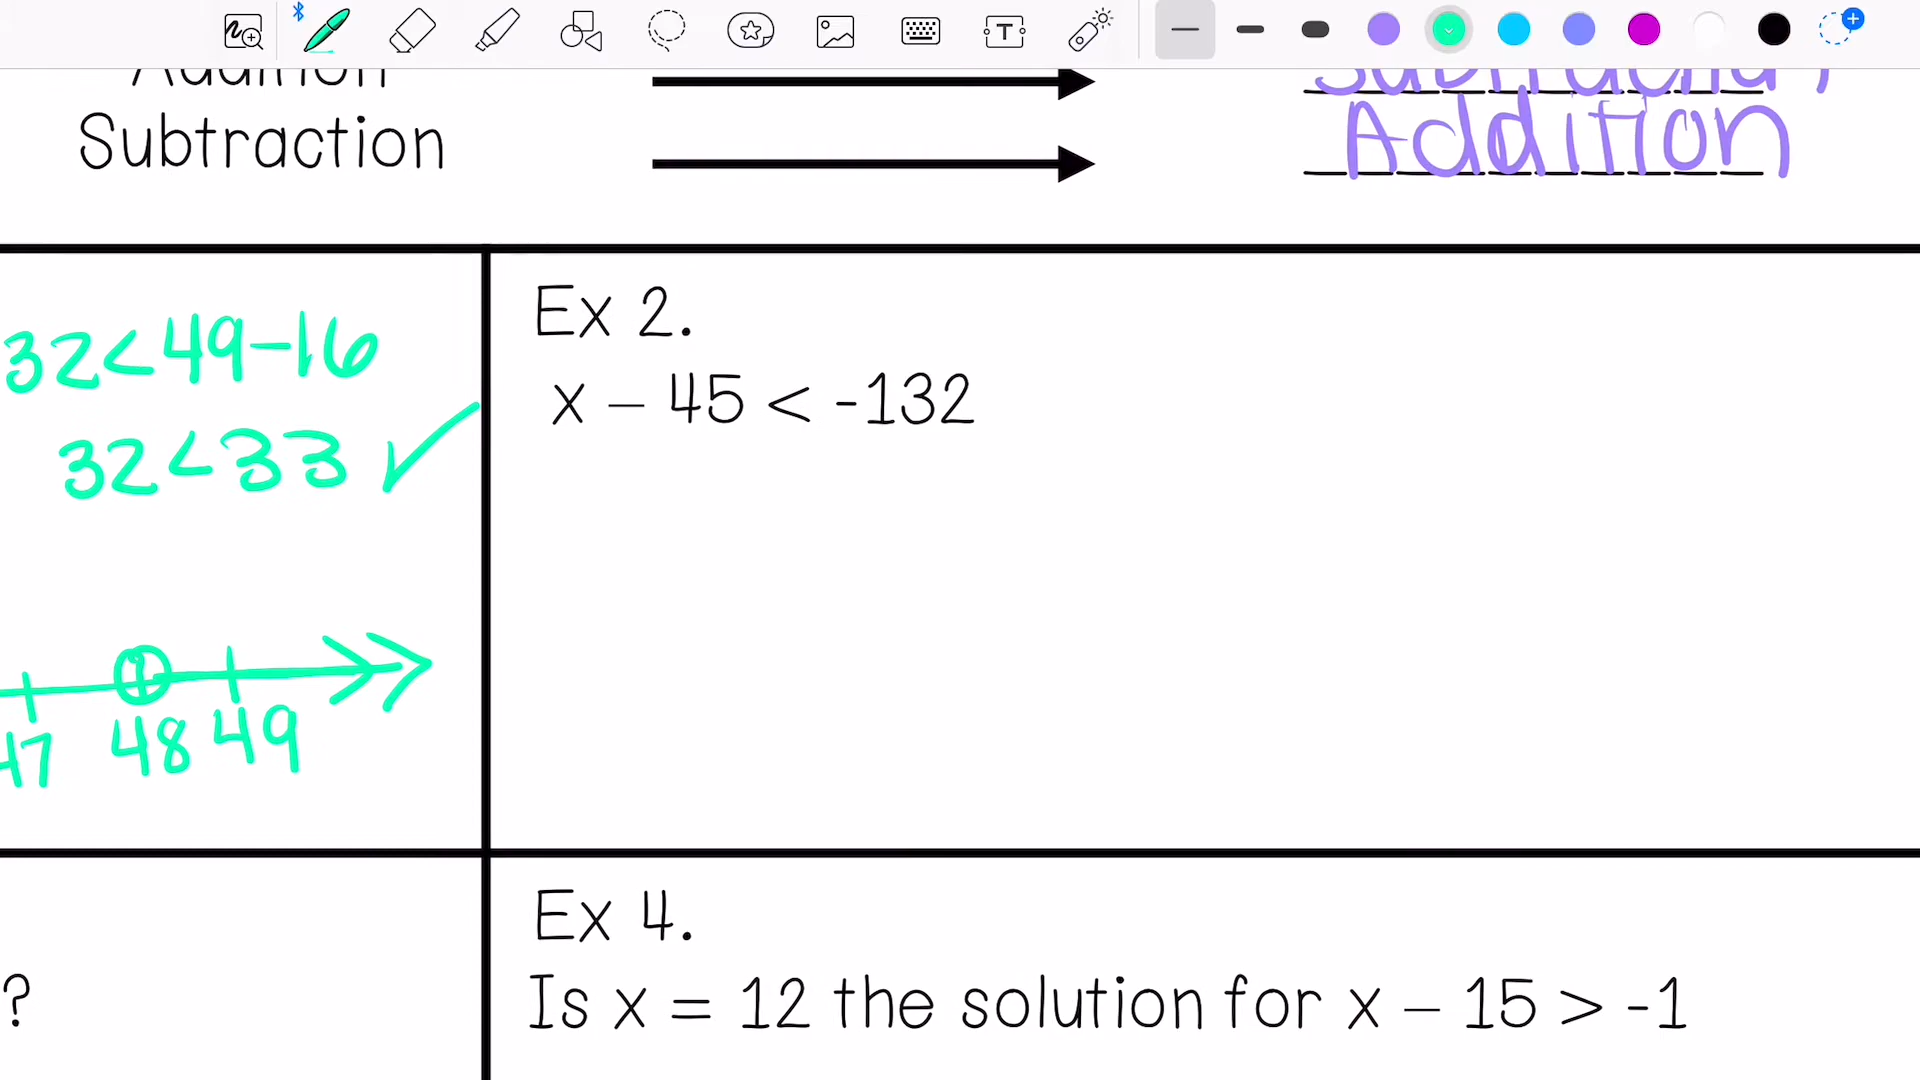 Addition
Subtraction
Addition
32<49-16
32<33
47 48 49
Ex 2.
x – 45 < -132
?
Ex 4.
Is x = 12 the solution for x – 15 > -1